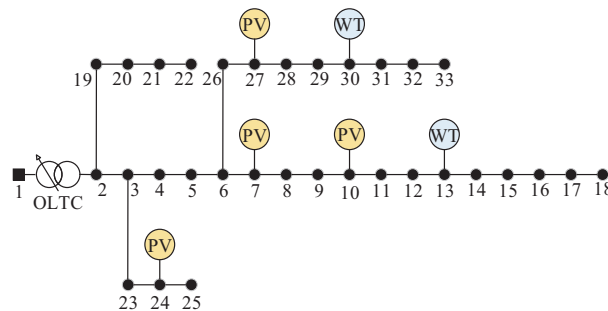 PV WT
19 20 21 22 26 27 28 29 30 31 32 33
PV PV WT
1 OLTC 2 3 4 5 6 7 8 9 10 11 12 13 14 15 16 17 18
PV
23 24 25